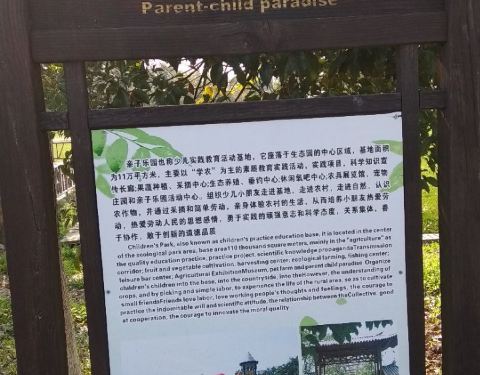 Parent-child paradise
亲子乐园也称少儿实践教育活动基地，它座落于生态园的中心区域，基地面积
为11万平方米，主要以“学农”为主的素质教育实践活动，实践项目，科学知识宣
传长廊;果蔬种植、采摘中心;生态养殖、垂钓中心;休闲氧吧中心;农具展览馆，宠物
庄园和亲子乐园活动中心。组织少儿小朋友走进基地，走进农村，走进自然，认识
农作物，并通过采摘和简单劳动，亲身体验农村的生活，从而培养小朋友热爱劳
动，热爱劳动人民的思想感情，勇于实践的顽强意志和科学态度，关系集体、善
于协作、敢于创新的道德品质
Children's Park, also known as children's practice education base, it is located in the center
of the ecological park area, base area110 thousand square meters, mainly in the "agriculture" as
the quality education practice, practice project, scientific knowledge propagandaTransmission
corridor; fruit and vegetable cultivation, harvesting center; ecological farming, fishing center;
leisure bar center; Agricultural ExhibitionMuseum, pet farm and parent child paradise. Organize
children's children into the base, into the countryside, into theHowever, the understanding of
crops, and by picking and simple labor, to experience the life of the rural area, so as to cultivate
small friendsFriends love labor, love working people's thoughts and feelings, the courage to
practice the indomitable will and scientific attitude, the relationship between theCollective, good
at cooperation, the courage to innovate the moral quality